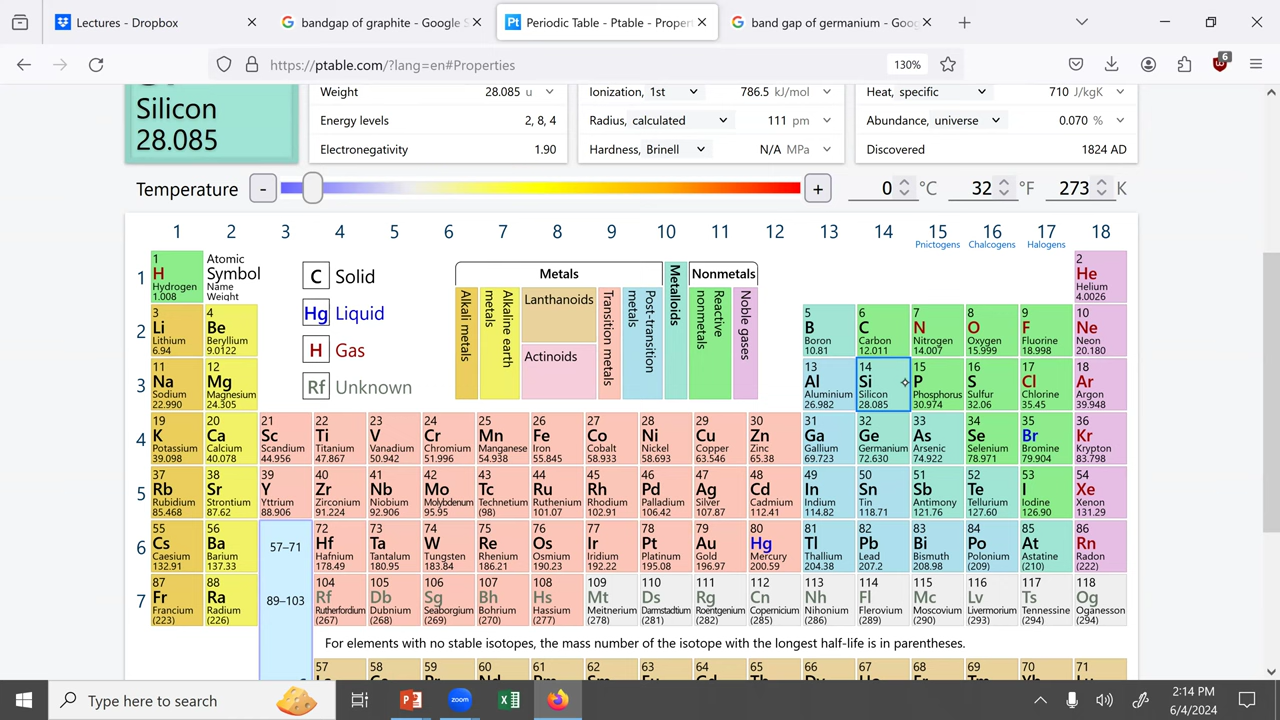 Lectures - Dropbox
bandgap of graphite - Google S
Periodic Table - Ptable - Proper
band gap of germanium - Goog
https://ptable.com/?lang=en#Properties
130%
6
Silicon
28.085
Weight 28.085 u
Energy levels 2, 8, 4
Electronegativity 1.90
Ionization, 1st 786.5 kJ/mol
Radius, calculated 111 pm
Hardness, Brinell N/A MPa
Heat, specific 710 J/kgK
Abundance, universe 0.070 %
Discovered 1824 AD
Temperature - + 0 °C 32 °F 273 K
1 2 3 4 5 6 7 8 9 10 11 12 13 14 15 16 17 18
Pnictogens Chalcogens Halogens
Atomic
Symbol
Name
Weight
C Solid
Hg Liquid
H Gas
Rf Unknown
Metals
Metalloids
Nonmetals
Alkali metals
Alkaline earth metals
Lanthanoids
Actinoids
Transition metals
Post-transition metals
Reactive nonmetals
Noble gases
1
1 H Hydrogen 1.008
2 He Helium 4.0026
2
3 Li Lithium 6.94
4 Be Beryllium 9.0122
5 B Boron 10.81
6 C Carbon 12.011
7 N Nitrogen 14.007
8 O Oxygen 15.999
9 F Fluorine 18.998
10 Ne Neon 20.180
3
11 Na Sodium 22.990
12 Mg Magnesium 24.305
13 Al Aluminium 26.982
14 Si Silicon 28.085
15 P Phosphorus 30.974
16 S Sulfur 32.06
17 Cl Chlorine 35.45
18 Ar Argon 39.948
4
19 K Potassium 39.098
20 Ca Calcium 40.078
21 Sc Scandium 44.956
22 Ti Titanium 47.867
23 V Vanadium 50.942
24 Cr Chromium 51.996
25 Mn Manganese 54.938
26 Fe Iron 55.845
27 Co Cobalt 58.933
28 Ni Nickel 58.693
29 Cu Copper 63.546
30 Zn Zinc 65.38
31 Ga Gallium 69.723
32 Ge Germanium 72.630
33 As Arsenic 74.922
34 Se Selenium 78.971
35 Br Bromine 79.904
36 Kr Krypton 83.798
5
37 Rb Rubidium 85.468
38 Sr Strontium 87.62
39 Y Yttrium 88.906
40 Zr Zirconium 91.224
41 Nb Niobium 92.906
42 Mo Molybdenum 95.95
43 Tc Technetium (98)
44 Ru Ruthenium 101.07
45 Rh Rhodium 102.91
46 Pd Palladium 106.42
47 Ag Silver 107.87
48 Cd Cadmium 112.41
49 In Indium 114.82
50 Sn Tin 118.71
51 Sb Antimony 121.76
52 Te Tellurium 127.60
53 I Iodine 126.90
54 Xe Xenon 131.29
6
55 Cs Caesium 132.91
56 Ba Barium 137.33
57–71
72 Hf Hafnium 178.49
73 Ta Tantalum 180.95
74 W Tungsten 183.84
75 Re Rhenium 186.21
76 Os Osmium 190.23
77 Ir Iridium 192.22
78 Pt Platinum 195.08
79 Au Gold 196.97
80 Hg Mercury 200.59
81 Tl Thallium 204.38
82 Pb Lead 207.2
83 Bi Bismuth 208.98
84 Po Polonium (209)
85 At Astatine (210)
86 Rn Radon (222)
7
87 Fr Francium (223)
88 Ra Radium (226)
89–103
104 Rf Rutherfordium (267)
105 Db Dubnium (268)
106 Sg Seaborgium (269)
107 Bh Bohrium (270)
108 Hs Hassium (277)
109 Mt Meitnerium (278)
110 Ds Darmstadtium (281)
111 Rg Roentgenium (282)
112 Cn Copernicium (285)
113 Nh Nihonium (286)
114 Fl Flerovium (289)
115 Mc Moscovium (290)
116 Lv Livermorium (293)
117 Ts Tennessine (294)
118 Og Oganesson (294)
For elements with no stable isotopes, the mass number of the isotope with the longest half-life is in parentheses.
57 58 59 60 61 62 63 64 65 66 67 68 69 70 71
Type here to search
2:14 PM
6/4/2024